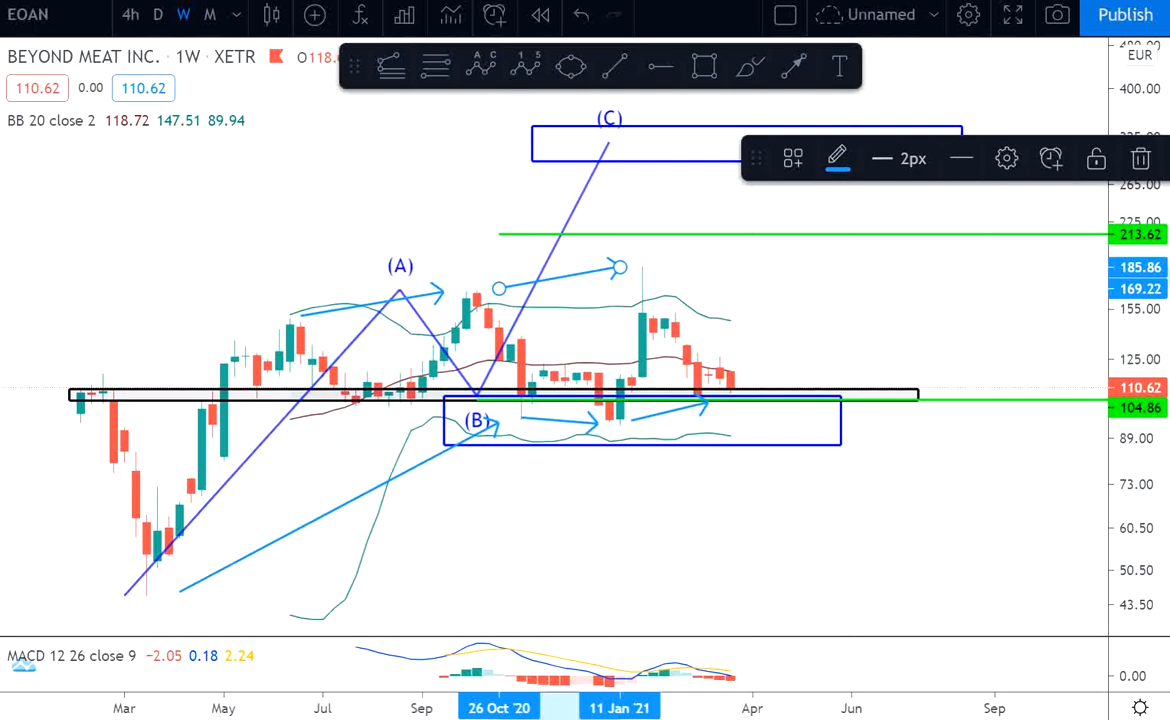 EOAN 4h D W M Unnamed Publish
BEYOND MEAT INC. · 1W · XETR O118.
110.62 0.00 110.62
BB 20 close 2 118.72 147.51 89.94
A C 1 5 T
2px
EUR
400.00
265.00
225.00
213.62
185.86
169.22
155.00
125.00
110.62
104.86
89.00
73.00
60.50
50.50
43.50
(C)
(A)
(B)
MACD 12 26 close 9 −2.05 0.18 2.24
0.00
Mar May Jul Sep 26 Oct '20 11 Jan '21 Apr Jun Sep